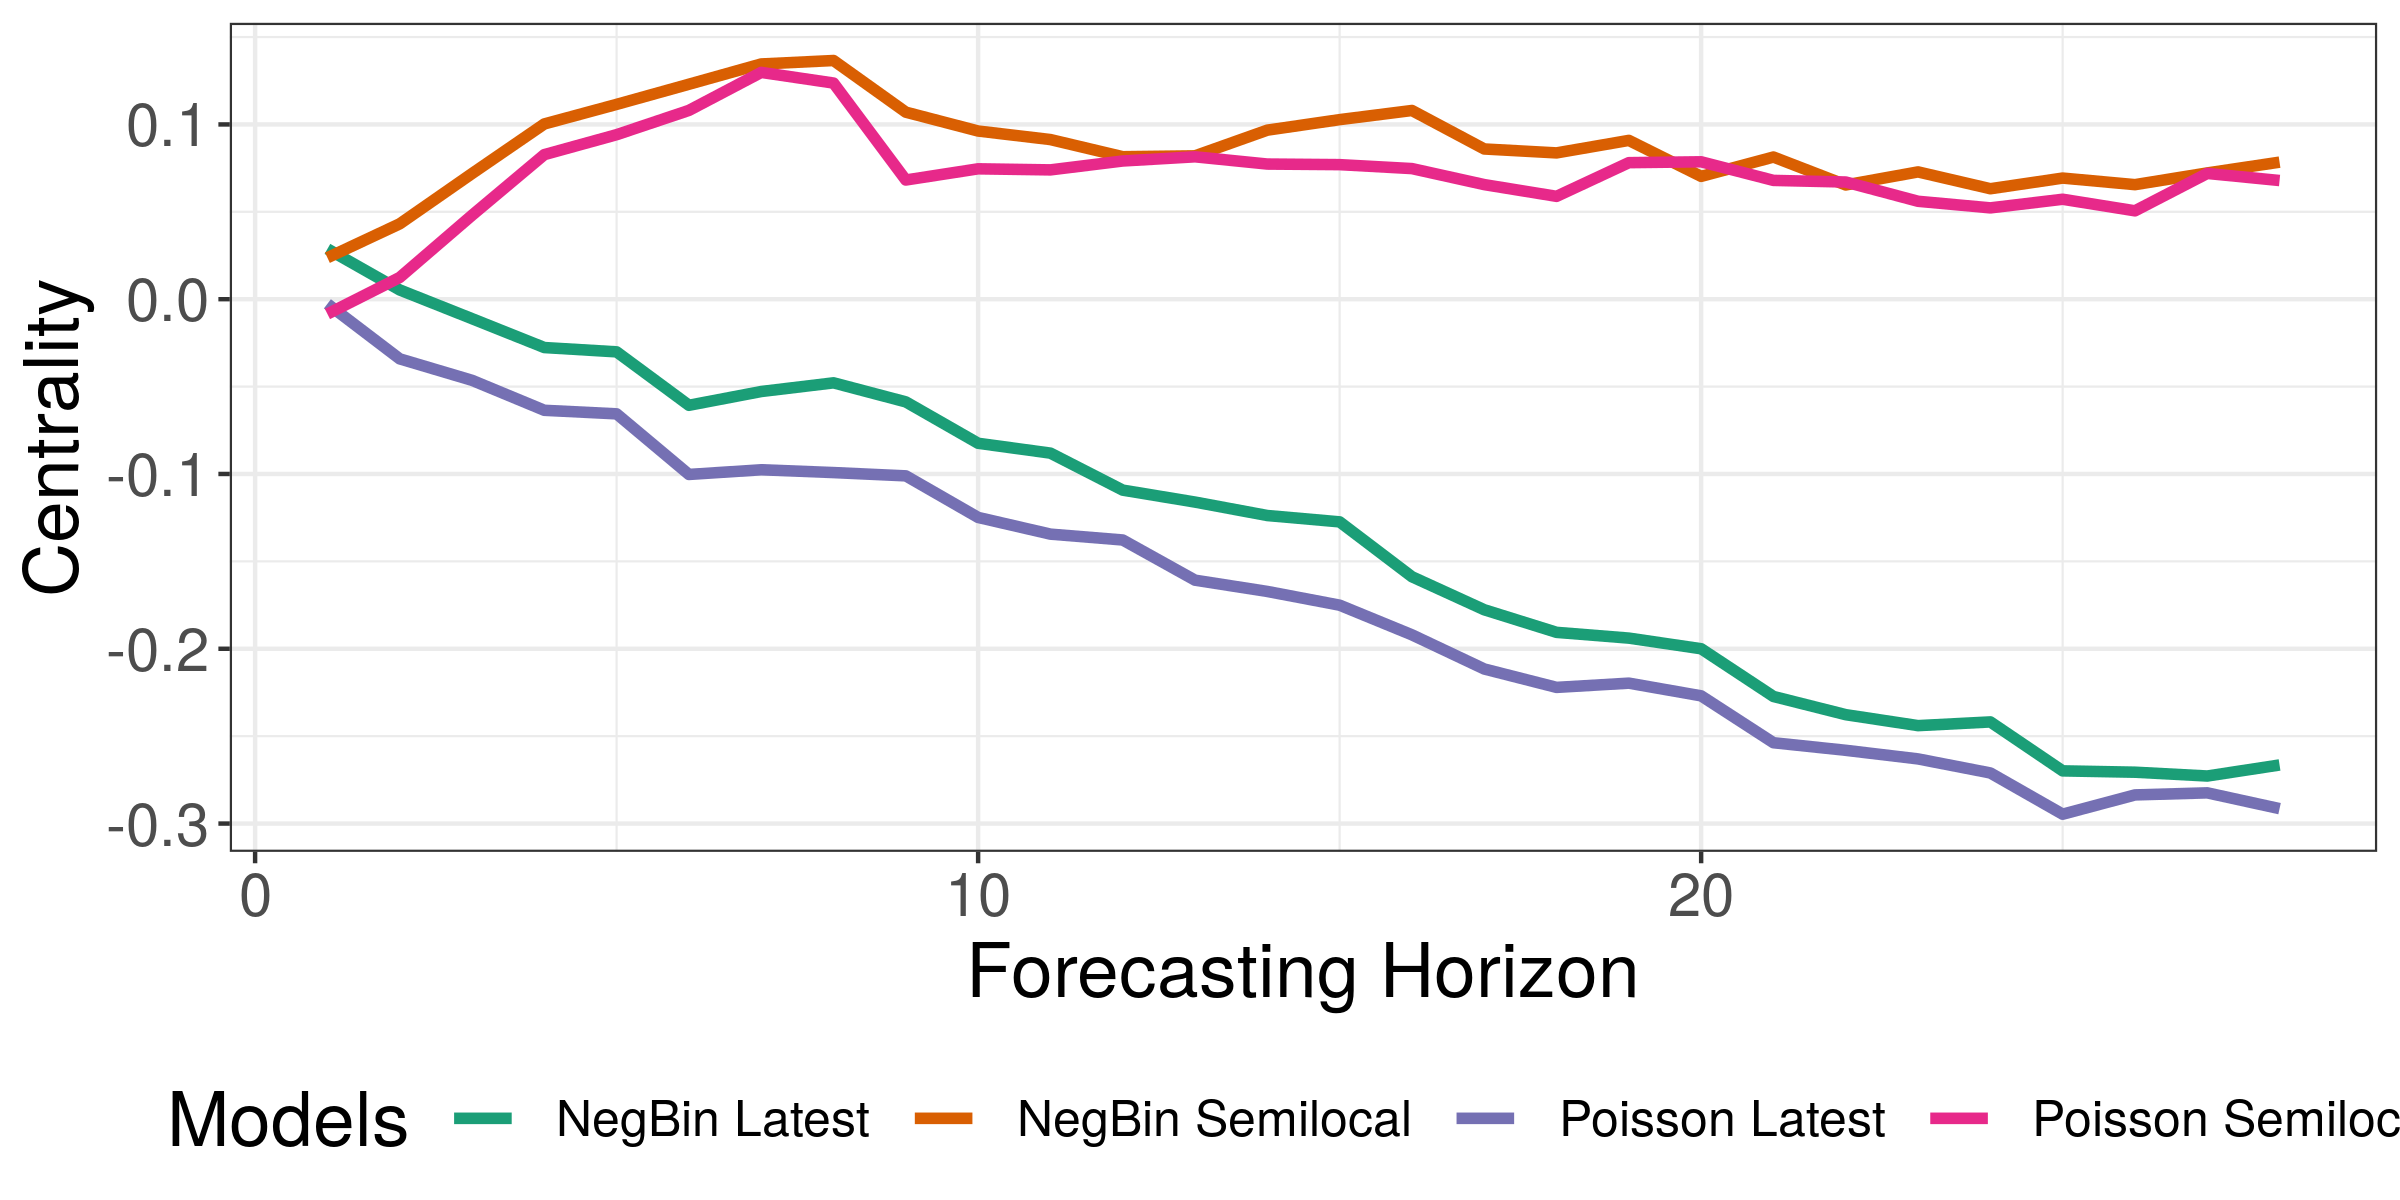 Centrality
0.1
0.0
-0.1
-0.2
-0.3
0 10 20
Forecasting Horizon
Models NegBin Latest NegBin Semilocal Poisson Latest Poisson Semiloc